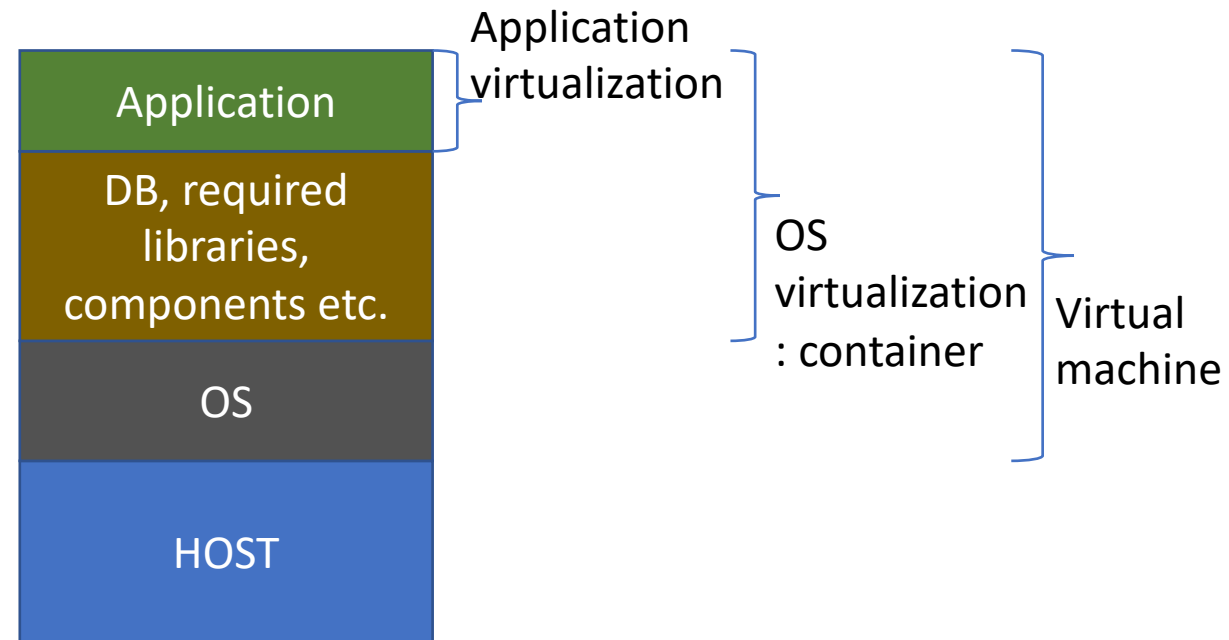 Application
virtualization
Application
DB, required
libraries,
components etc.
OS
virtualization
: container
Virtual
machine
OS
HOST